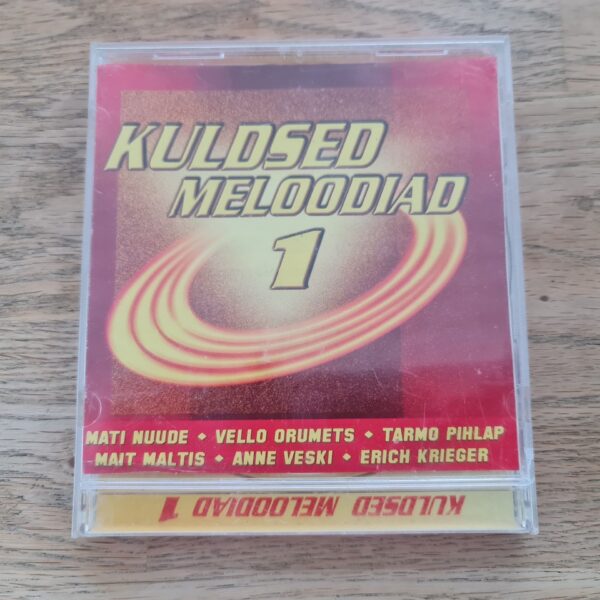 KULDSED
MELOODIAD
1
MATI NUUDE • VELLO ORUMETS • TARMO PIHLAP
MAIT MALTIS • ANNE VESKI • ERICH KRIEGER
KULDSED MELOODIAD 1